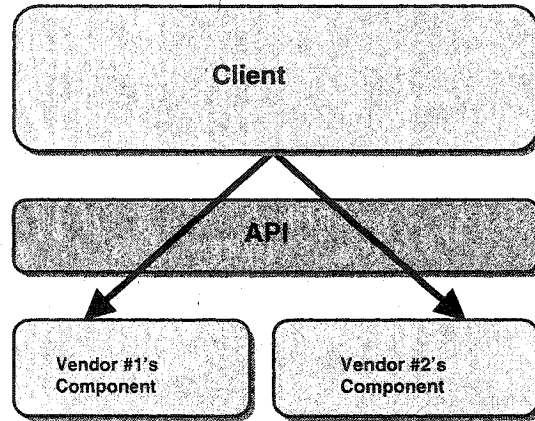 Client
API
Vendor #1's
Component
Vendor #2's
Component